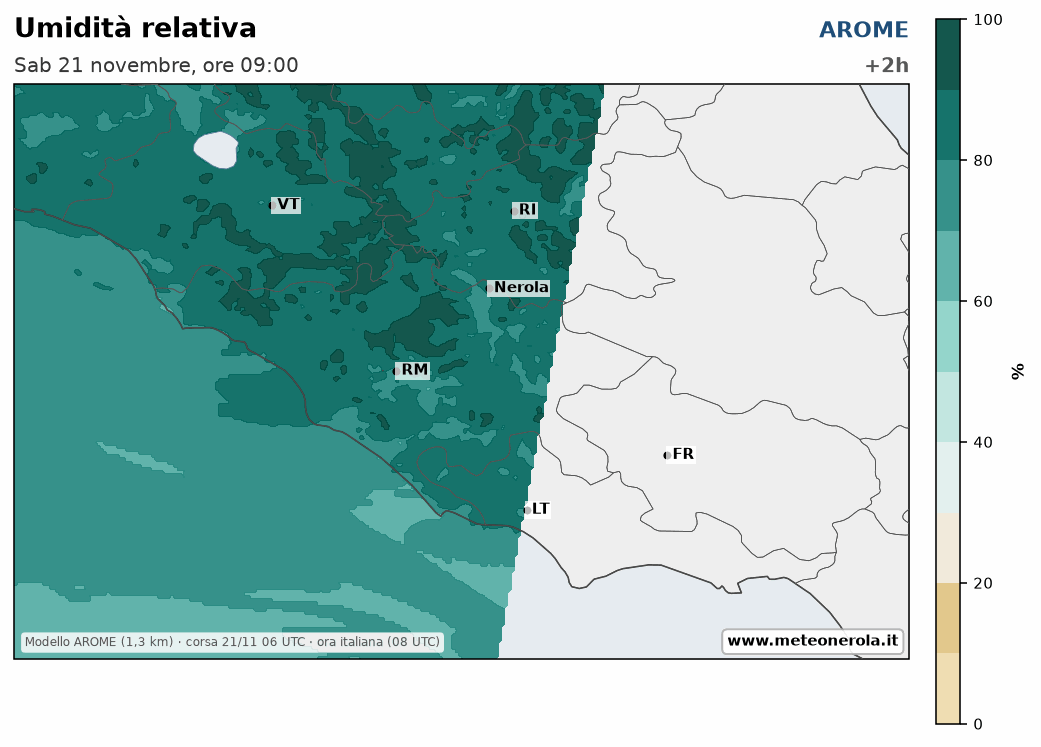 Umidità relativa
AROME
Sab 21 novembre, ore 09:00
+2h
100
80
60
40
20
0
%
VT
RI
Nerola
RM
FR
LT
Modello AROME (1,3 km) · corsa 21/11 06 UTC · ora italiana (08 UTC)
www.meteonerola.it